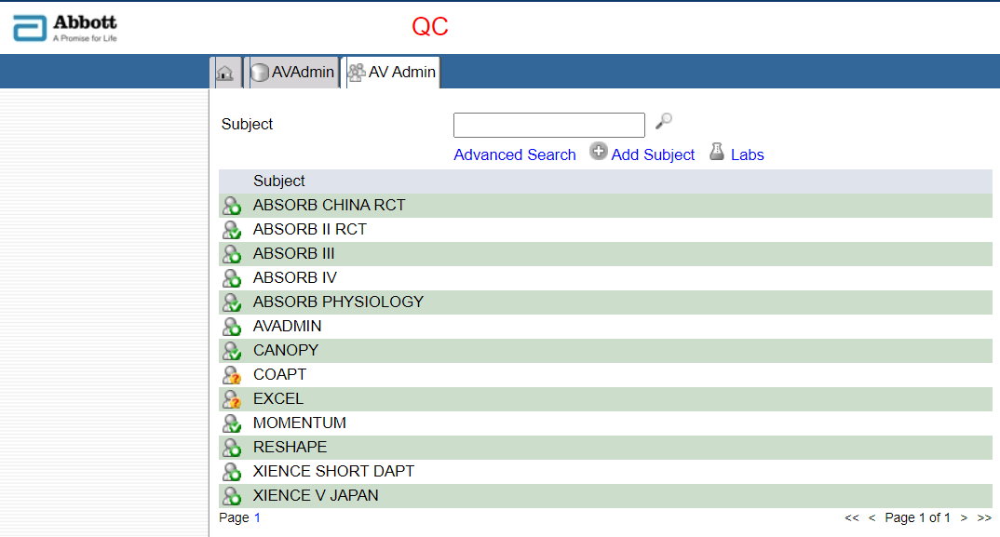 Abbott
A Promise for Life
QC
AVAdmin
AV Admin
Subject
Advanced Search Add Subject Labs
Subject
ABSORB CHINA RCT
ABSORB II RCT
ABSORB III
ABSORB IV
ABSORB PHYSIOLOGY
AVADMIN
CANOPY
COAPT
EXCEL
MOMENTUM
RESHAPE
XIENCE SHORT DAPT
XIENCE V JAPAN
Page 1 << < Page 1 of 1 > >>